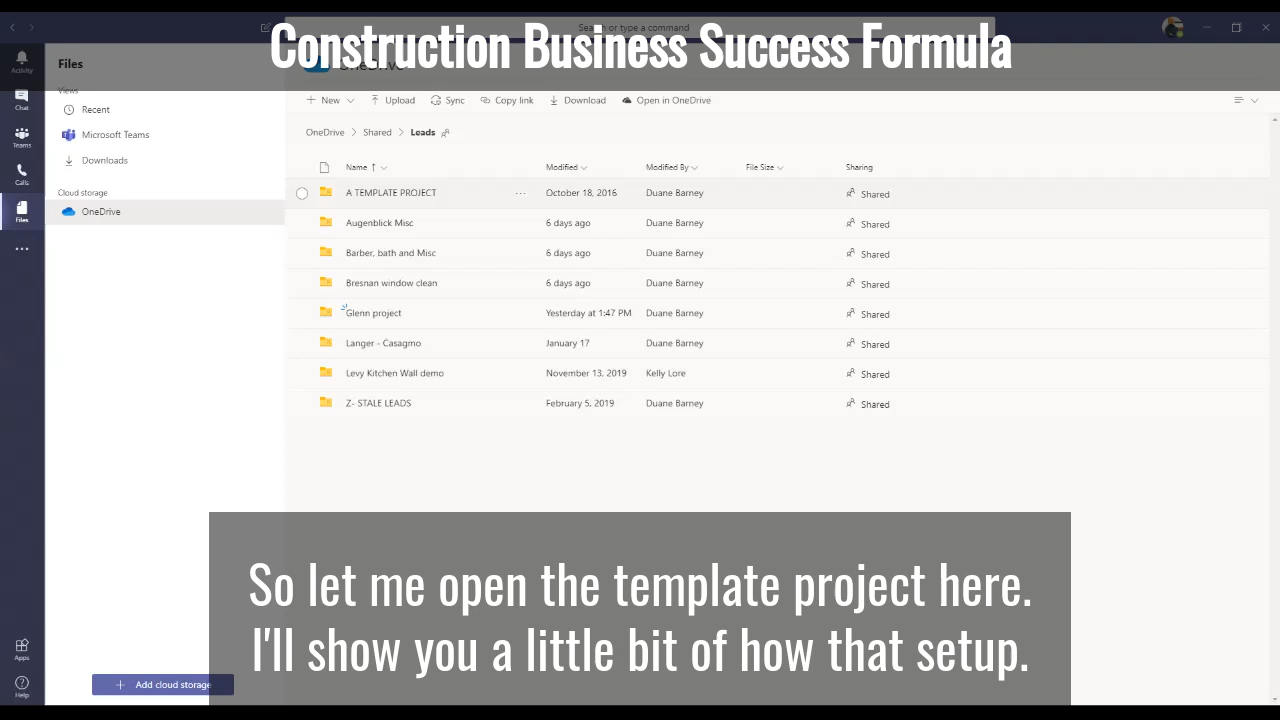 Search or type a command
Construction Business Success Formula
Activity
Chat
Teams
Calls
Files
Apps
Help
Files
Views
Recent
Microsoft Teams
Downloads
Cloud storage
OneDrive
Add cloud storage
OneDrive
New Upload Sync Copy link Download Open in OneDrive
OneDrive > Shared > Leads
Name Modified Modified By File Size Sharing
A TEMPLATE PROJECT October 18, 2016 Duane Barney Shared
Augenblick Misc 6 days ago Duane Barney Shared
Barber, bath and Misc 6 days ago Duane Barney Shared
Bresnan window clean 6 days ago Duane Barney Shared
Glenn project Yesterday at 1:47 PM Duane Barney Shared
Langer - Casagmo January 17 Duane Barney Shared
Levy Kitchen Wall demo November 13, 2019 Kelly Lore Shared
Z- STALE LEADS February 5, 2019 Duane Barney Shared
So let me open the template project here.
I'll show you a little bit of how that setup.